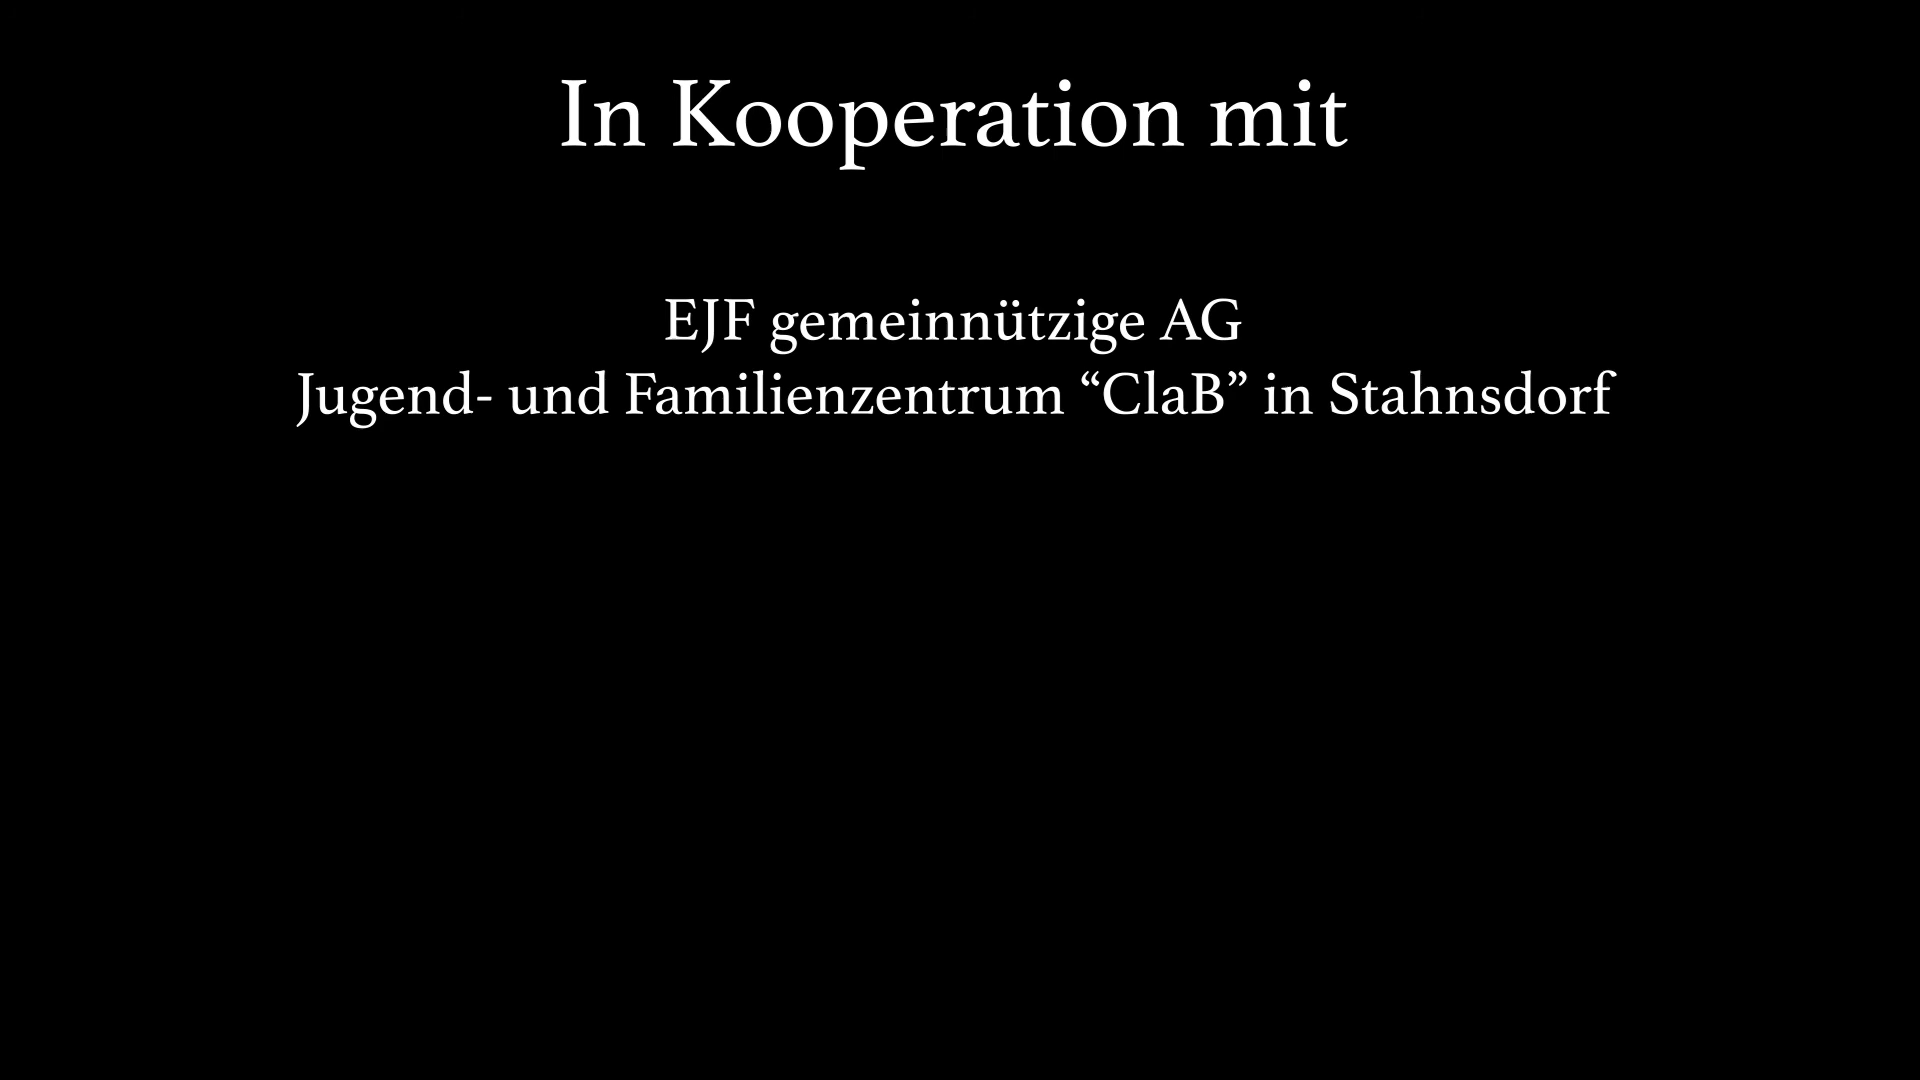 In Kooperation mit
EJF gemeinnützige AG
Jugend- und Familienzentrum “ClaB” in Stahnsdorf